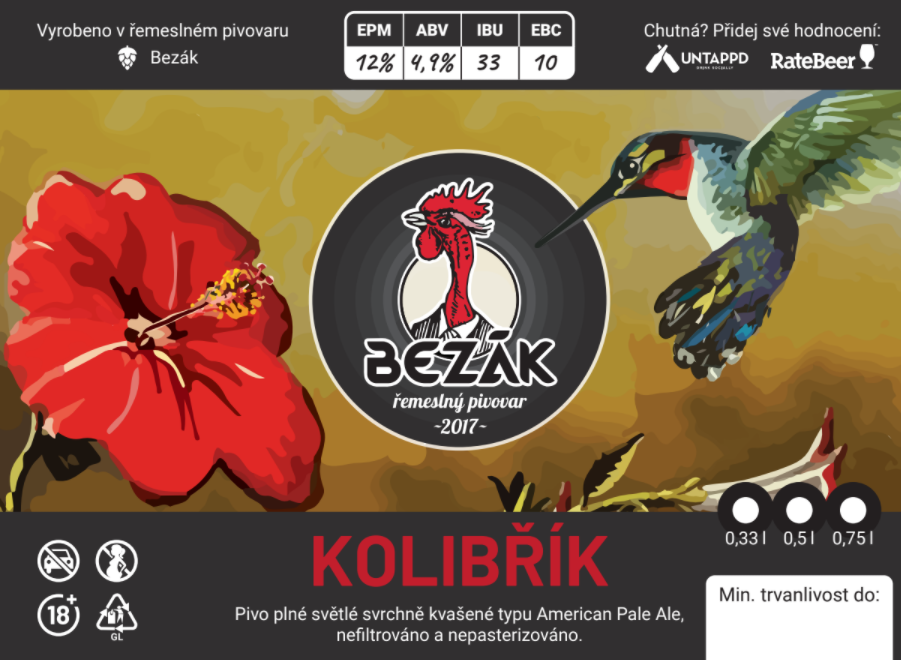 Vyrobeno v řemeslném pivovaru
Bezák
EPM ABV IBU EBC
12% 4,9% 33 10
Chutná? Přidej své hodnocení:
UNTAPPD RateBeer
BEZÁK
řemeslný pivovar
~2017~
0,33 l 0,5 l 0,75 l
KOLIBŘÍK
18+
GL
Pivo plné světlé svrchně kvašené typu American Pale Ale,
nefiltrováno a nepasterizováno.
Min. trvanlivost do: